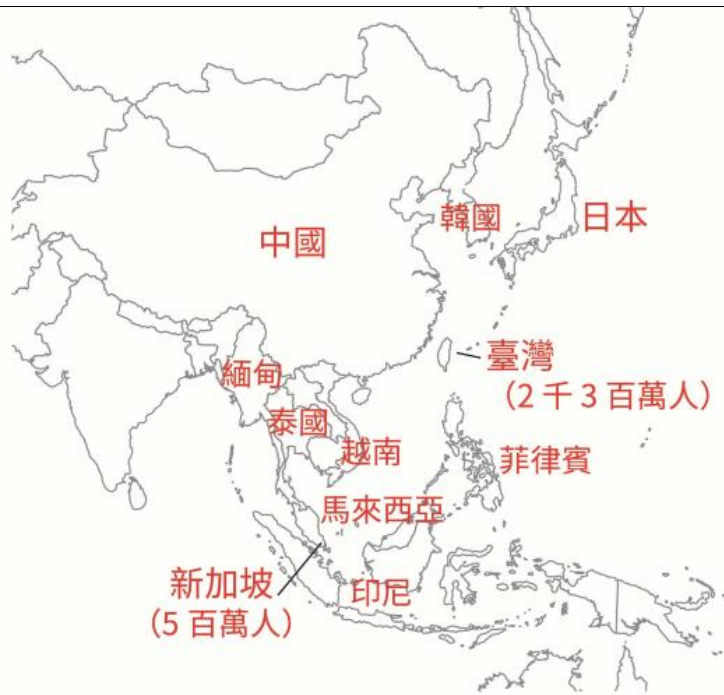 中國
韓國
日本
臺灣
（2 千 3 百萬人）
緬甸
泰國
越南
菲律賓
馬來西亞
新加坡
（5 百萬人）
印尼